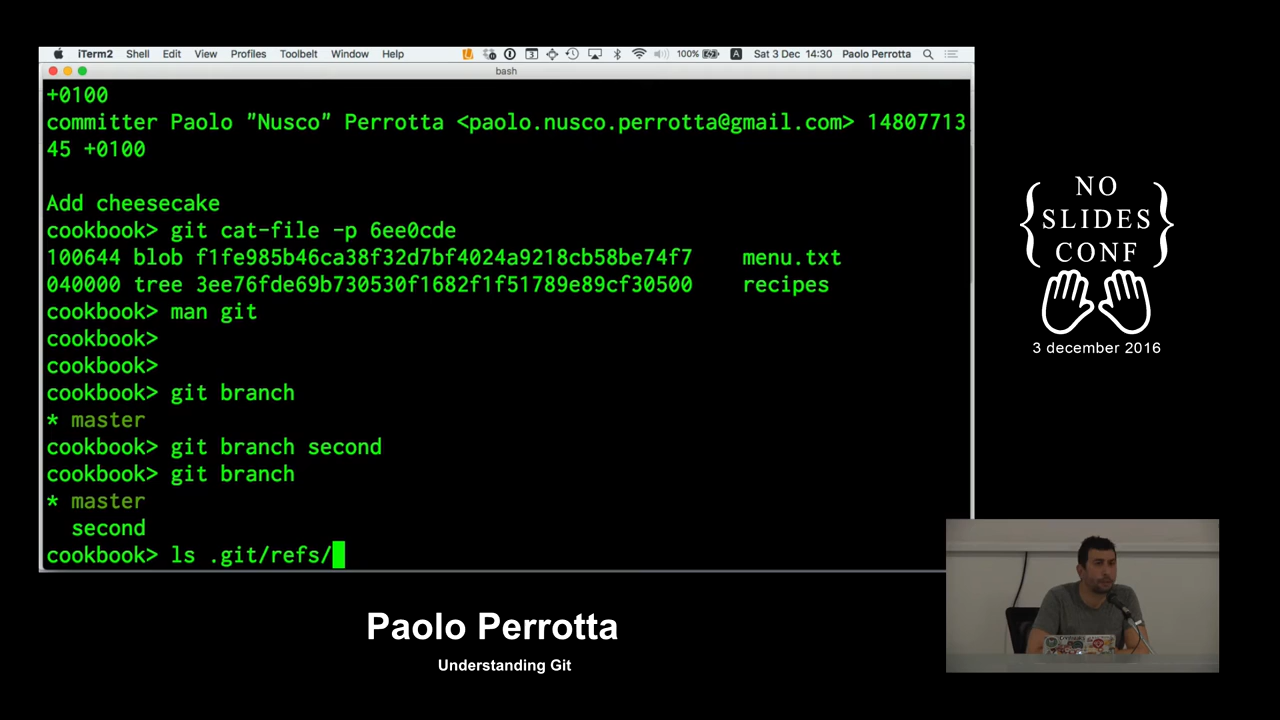 iTerm2 Shell Edit View Profiles Toolbelt Window Help 3 100% A Sat 3 Dec 14:30 Paolo Perrotta
bash
+0100
committer Paolo "Nusco" Perrotta <paolo.nusco.perrotta@gmail.com> 14807713
45 +0100
Add cheesecake
cookbook> git cat-file -p 6ee0cde
100644 blob f1fe985b46ca38f32d7bf4024a9218cb58be74f7 menu.txt
040000 tree 3ee76fde69b730530f1682f1f51789e89cf30500 recipes
cookbook> man git
cookbook>
cookbook>
cookbook> git branch
* master
cookbook> git branch second
cookbook> git branch
* master
second
cookbook> ls .git/refs/
NO
SLIDES
CONF
3 december 2016
Paolo Perrotta
Understanding Git